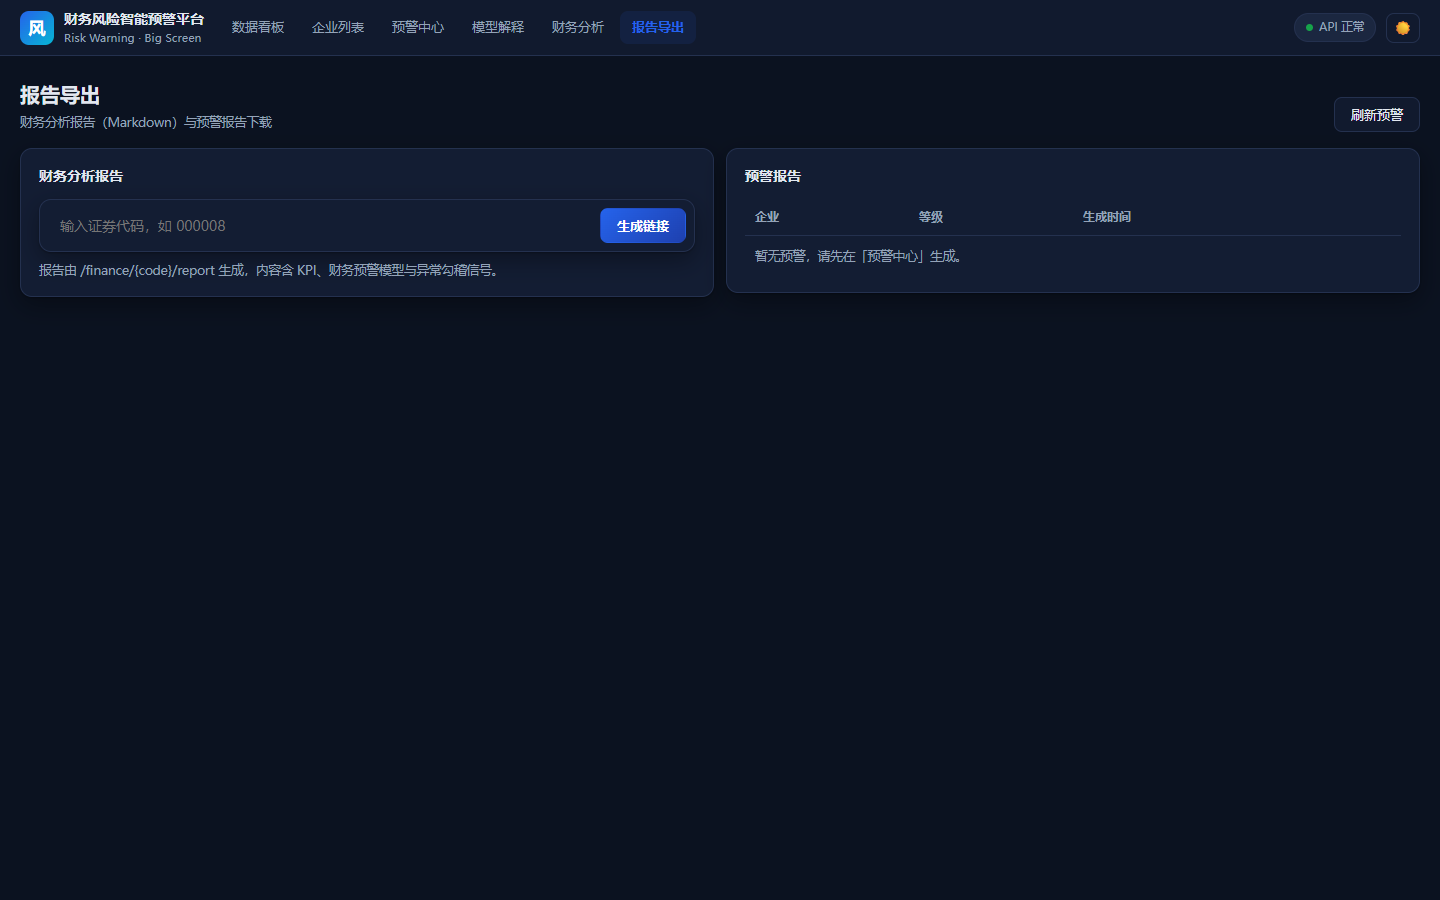 风
财务风险智能预警平台
Risk Warning · Big Screen
数据看板
企业列表
预警中心
模型解释
财务分析
报告导出
API 正常
报告导出
财务分析报告（Markdown）与预警报告下载
刷新预警
财务分析报告
输入证券代码，如 000008
生成链接
报告由 /finance/{code}/report 生成，内容含 KPI、财务预警模型与异常勾稽信号。
预警报告
企业 等级 生成时间
暂无预警，请先在「预警中心」生成。